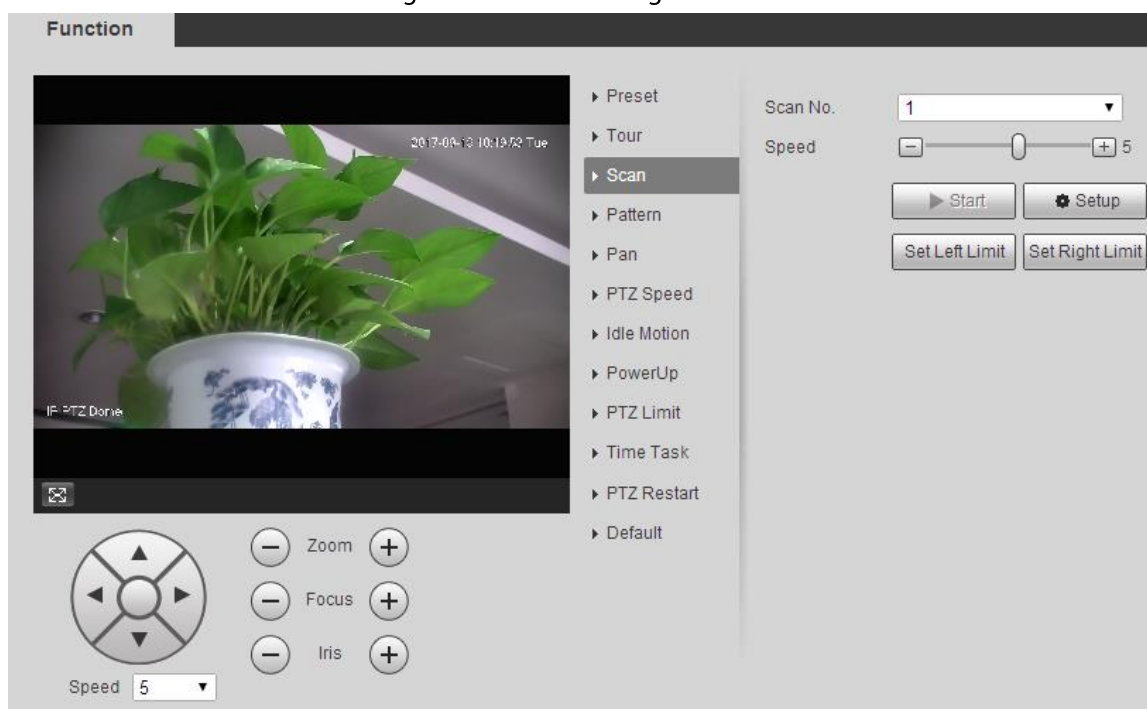 Function
2017-09-19 10:19:52 Tue
IP PTZ Dome
Zoom
Focus
Iris
Speed 5
Preset
Tour
Scan
Pattern
Pan
PTZ Speed
Idle Motion
PowerUp
PTZ Limit
Time Task
PTZ Restart
Default
Scan No. 1
Speed 5
Start Setup
Set Left Limit Set Right Limit